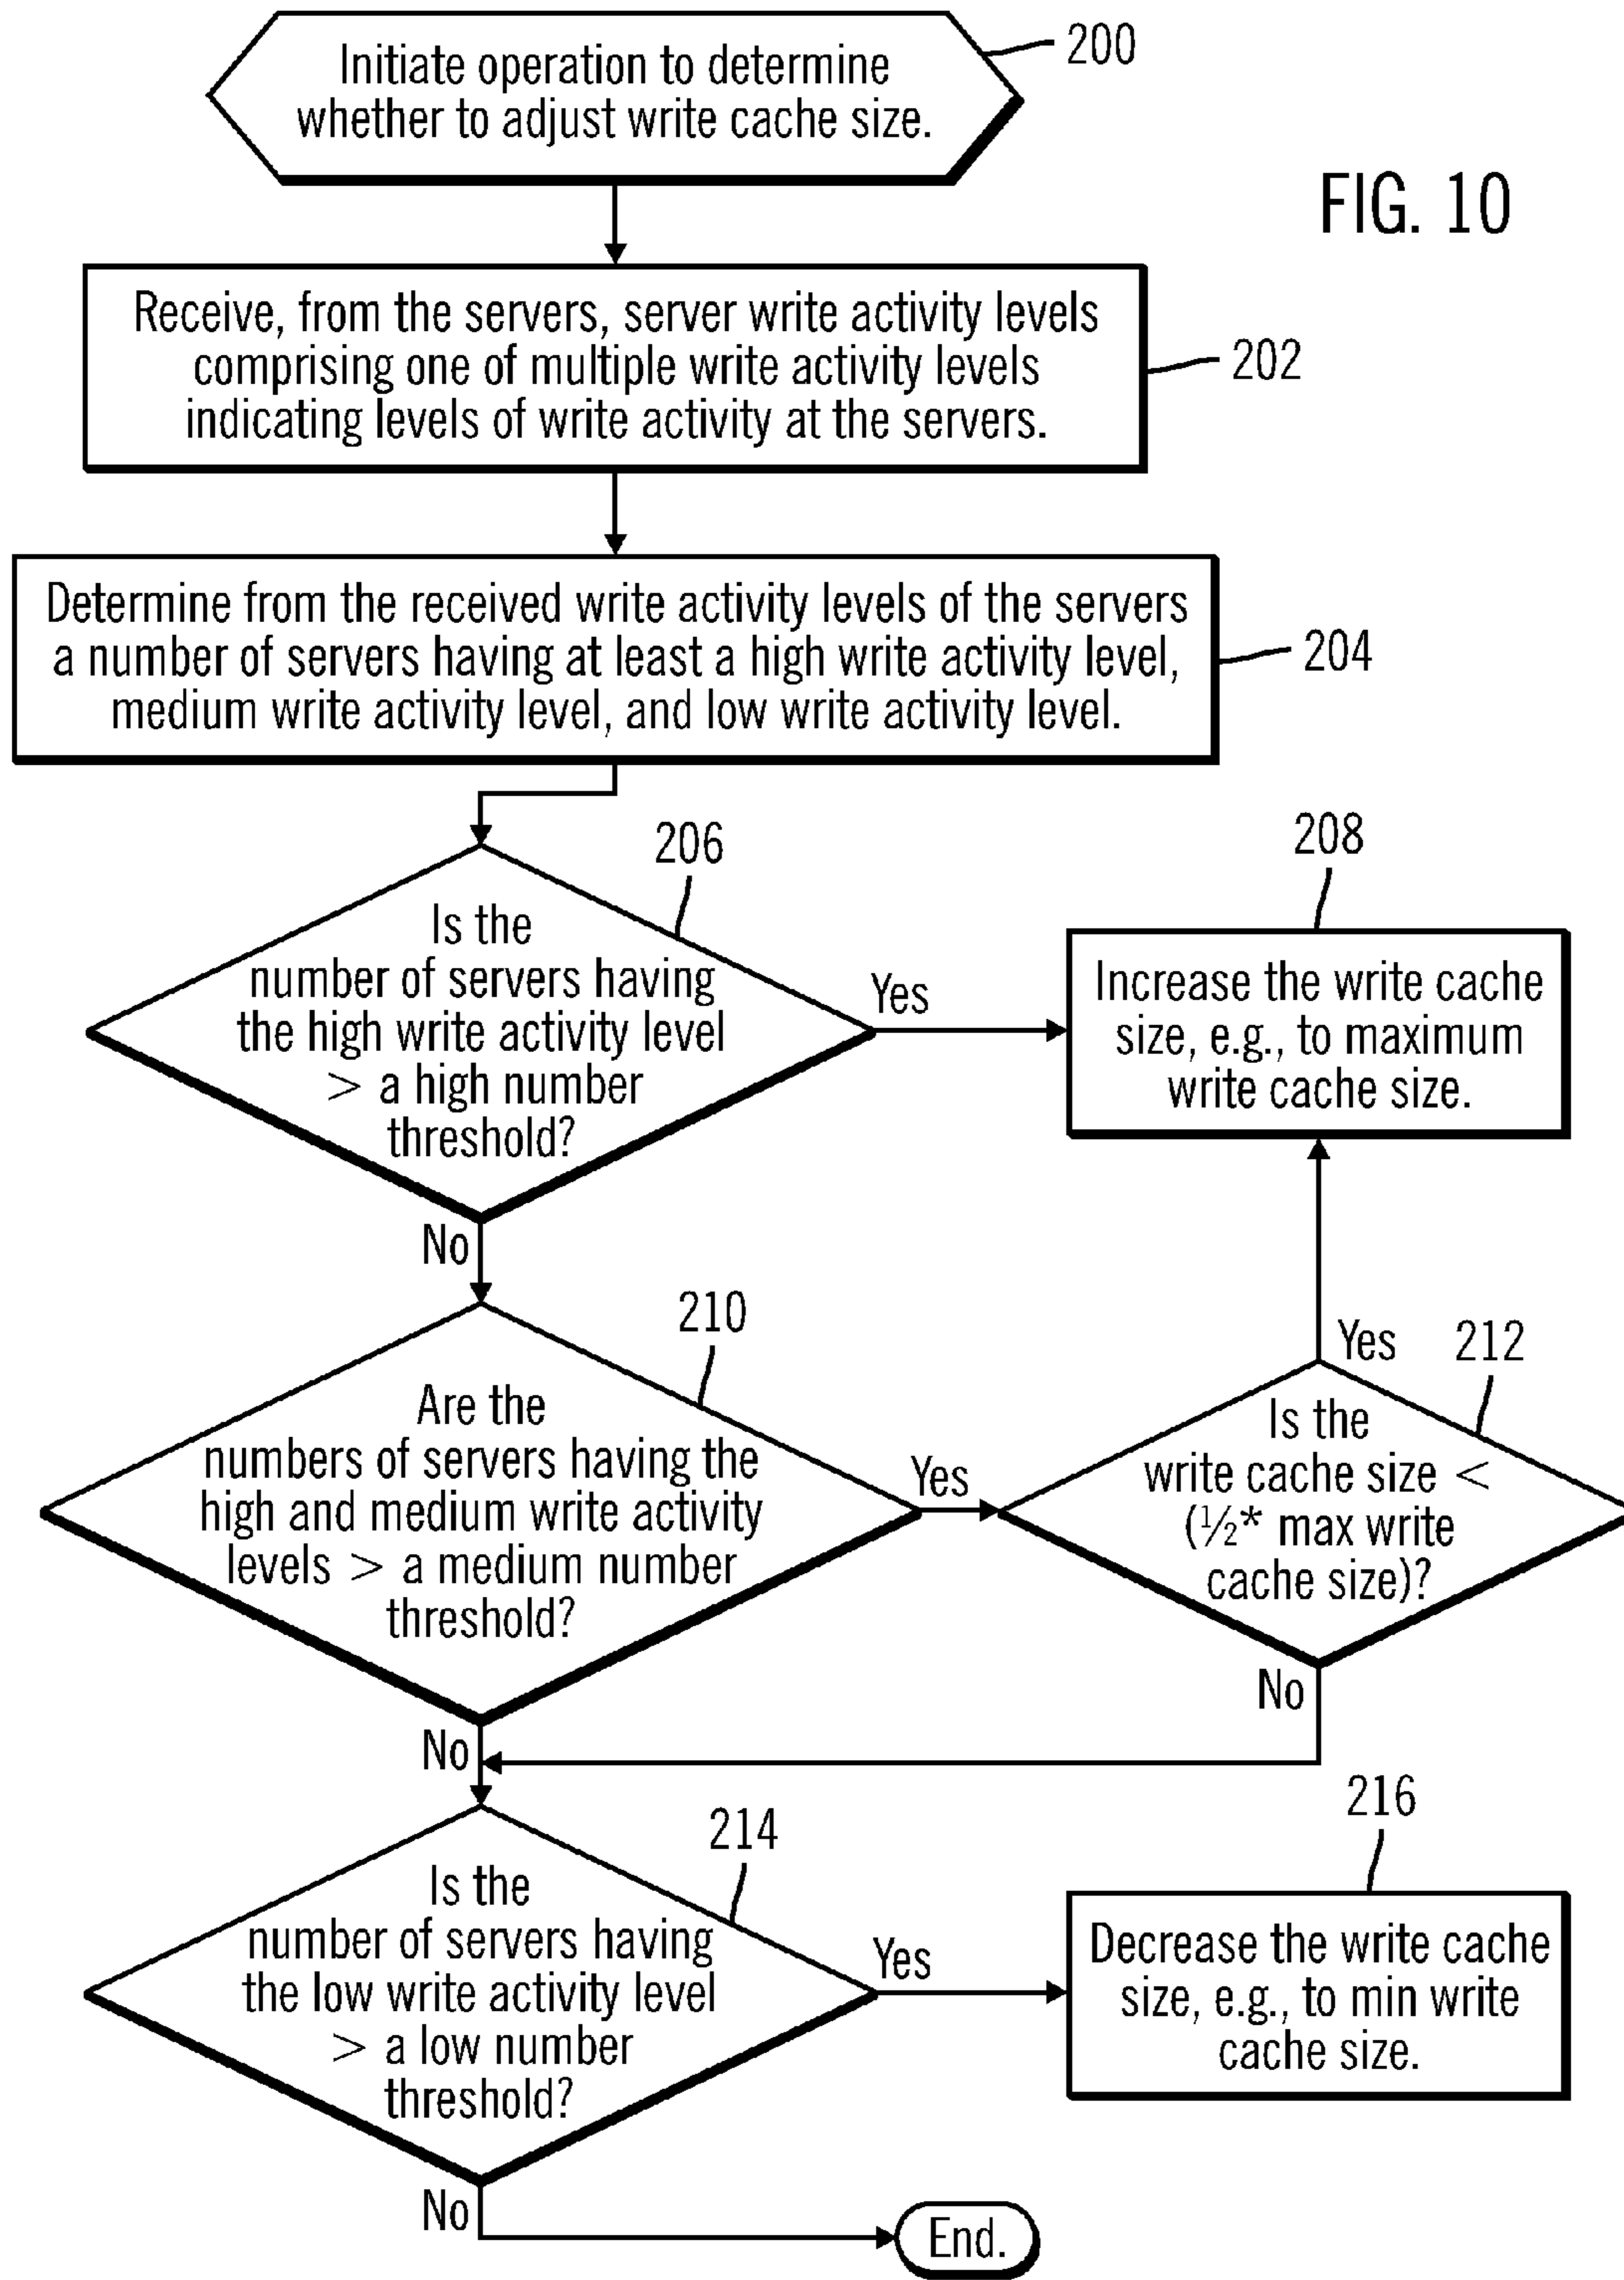 Initiate operation to determine
whether to adjust write cache size.
200
FIG. 10
Receive, from the servers, server write activity levels
comprising one of multiple write activity levels
indicating levels of write activity at the servers.
202
Determine from the received write activity levels of the servers
a number of servers having at least a high write activity level,
medium write activity level, and low write activity level.
204
206
Is the
number of servers having
the high write activity level
> a high number
threshold?
Yes
No
208
Increase the write cache
size, e.g., to maximum
write cache size.
210
Are the
numbers of servers having the
high and medium write activity
levels > a medium number
threshold?
Yes
No
Yes
212
Is the
write cache size <
(½* max write
cache size)?
No
214
Is the
number of servers having
the low write activity level
> a low number
threshold?
Yes
No
216
Decrease the write cache
size, e.g., to min write
cache size.
End.